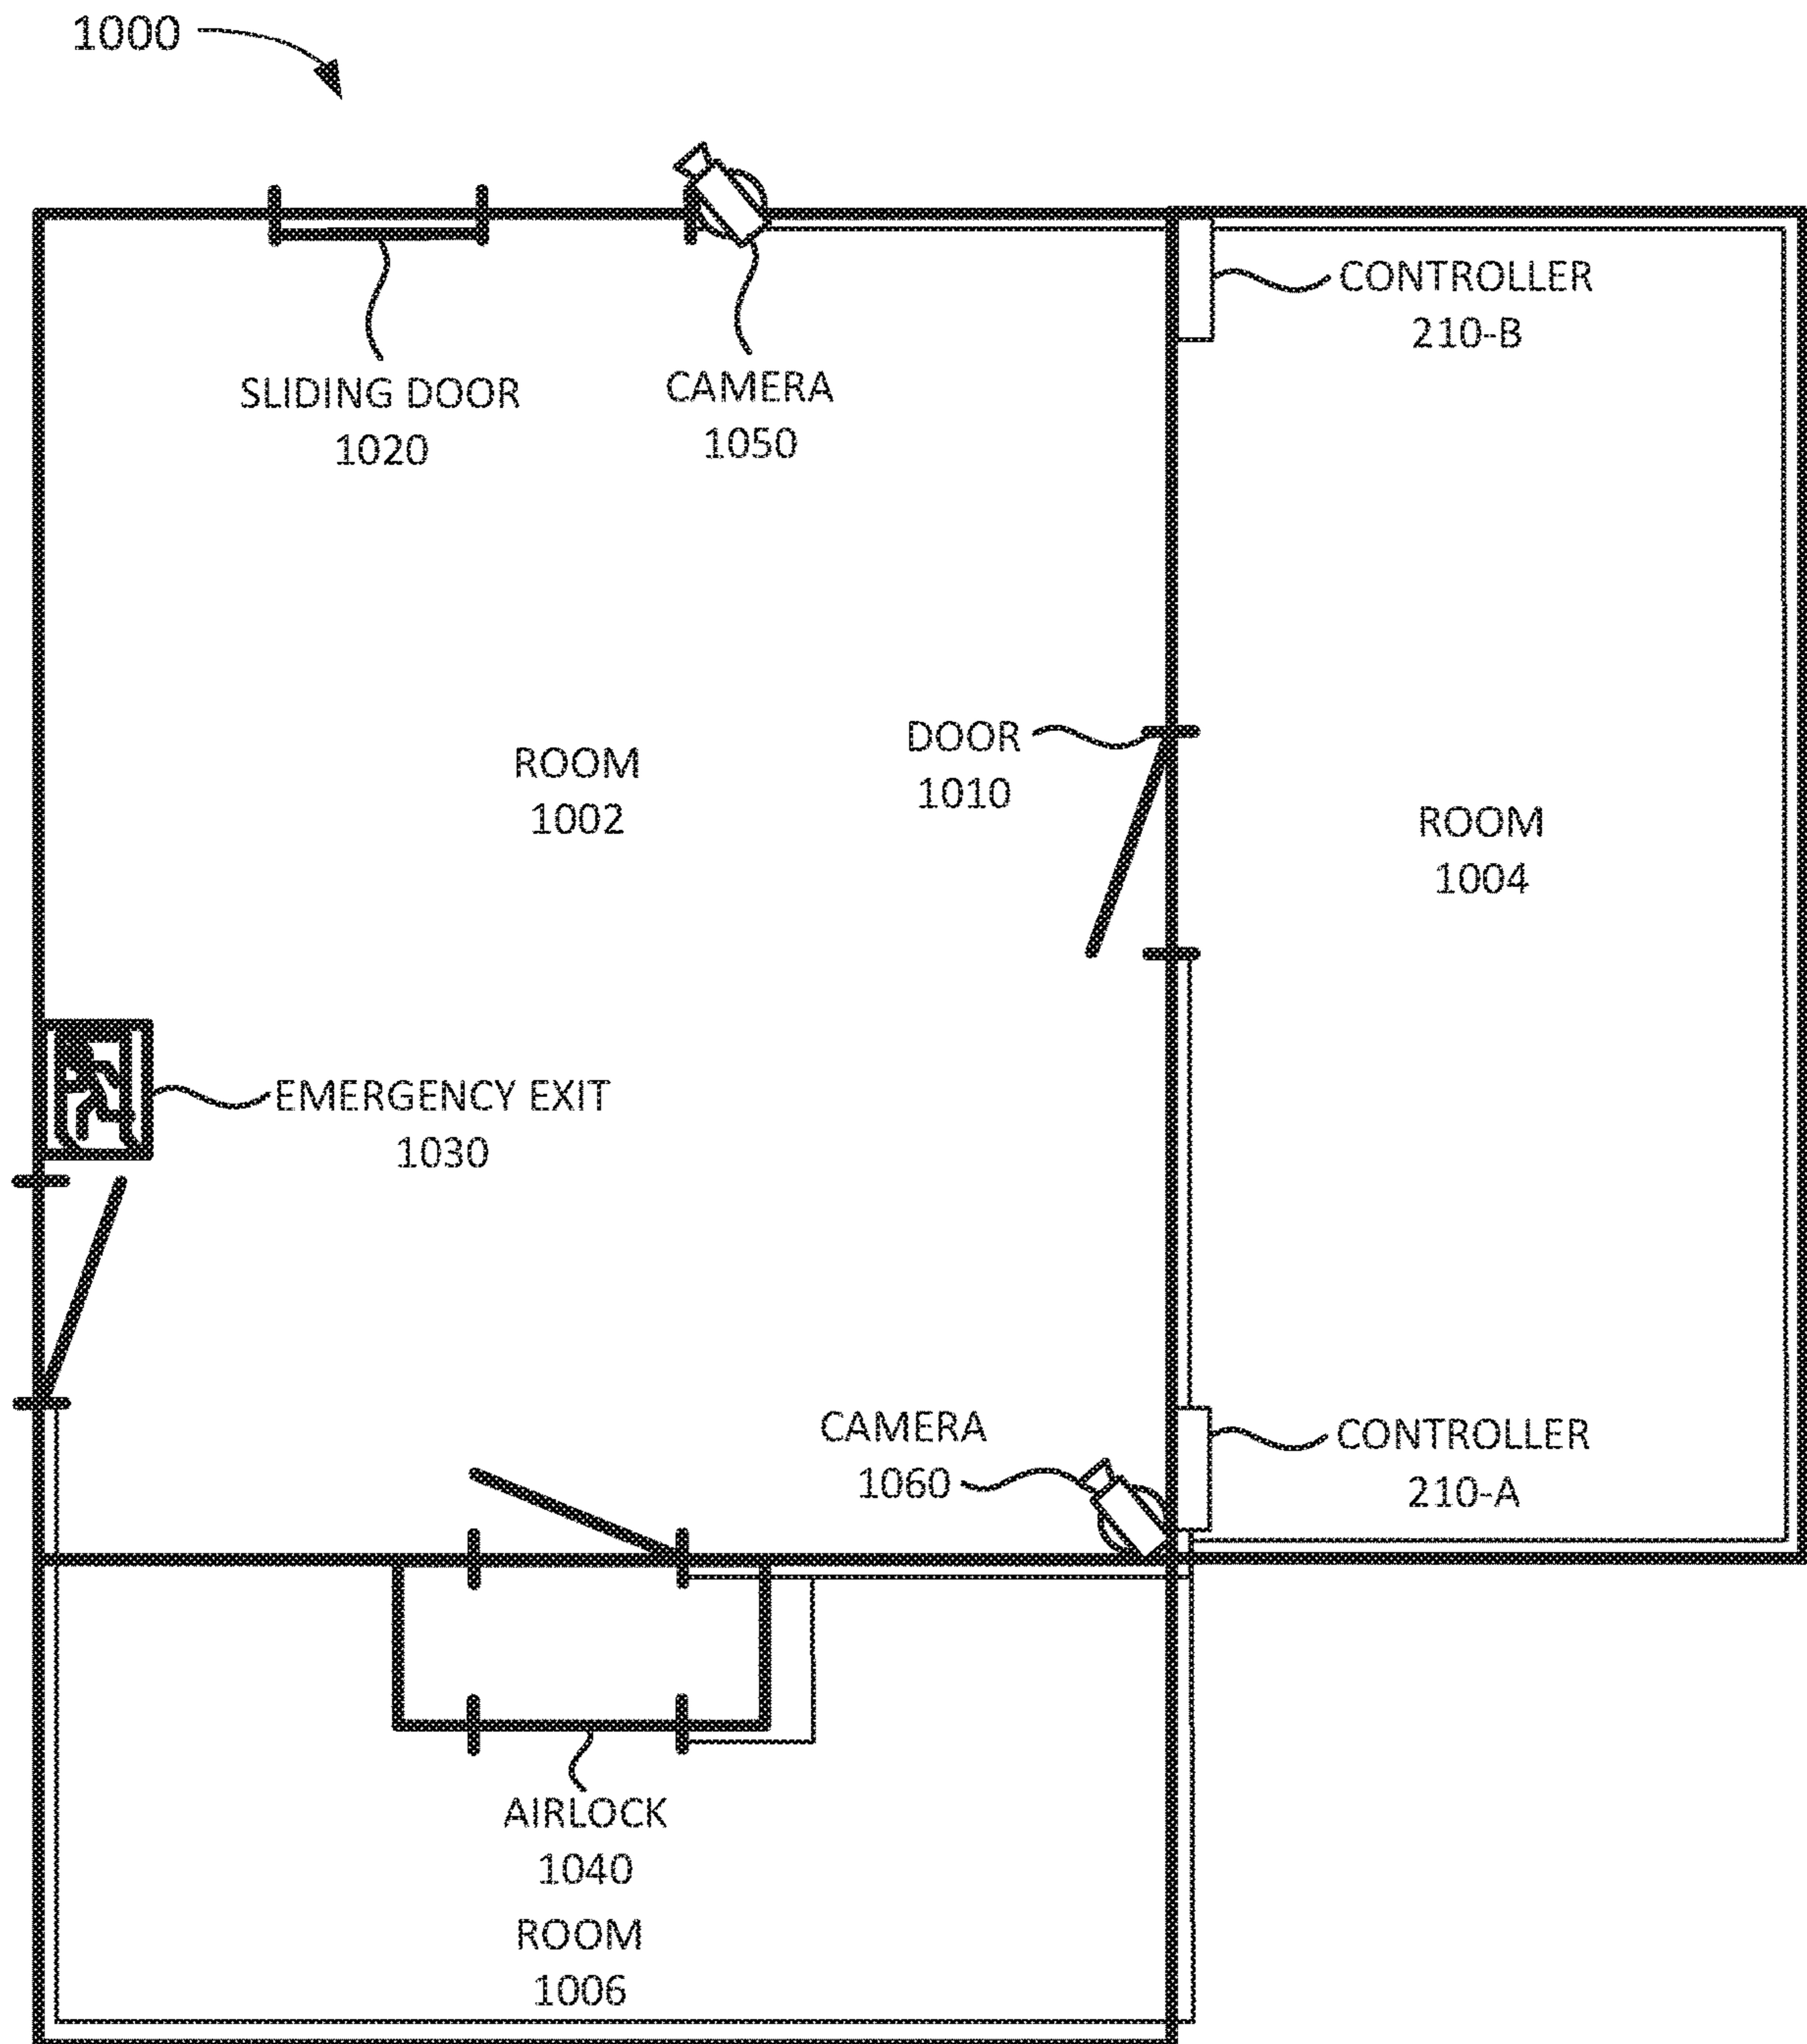 1000
CONTROLLER
210-B
SLIDING DOOR
1020
CAMERA
1050
DOOR
1010
ROOM
1002
ROOM
1004
EMERGENCY EXIT
1030
CAMERA
1060
CONTROLLER
210-A
AIRLOCK
1040
ROOM
1006